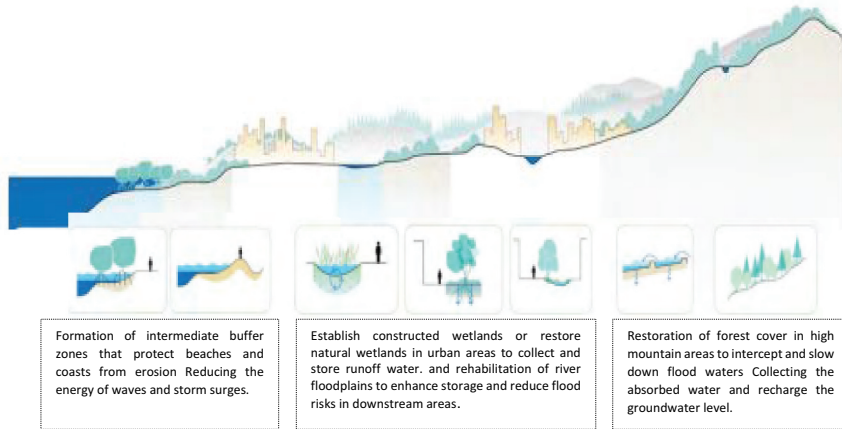 Formation of intermediate buffer
zones that protect beaches and
coasts from erosion Reducing the
energy of waves and storm surges.
Establish constructed wetlands or restore
natural wetlands in urban areas to collect and
store runoff water. and rehabilitation of river
floodplains to enhance storage and reduce flood
risks in downstream areas.
Restoration of forest cover in high
mountain areas to intercept and slow
down flood waters Collecting the
absorbed water and recharge the
groundwater level.